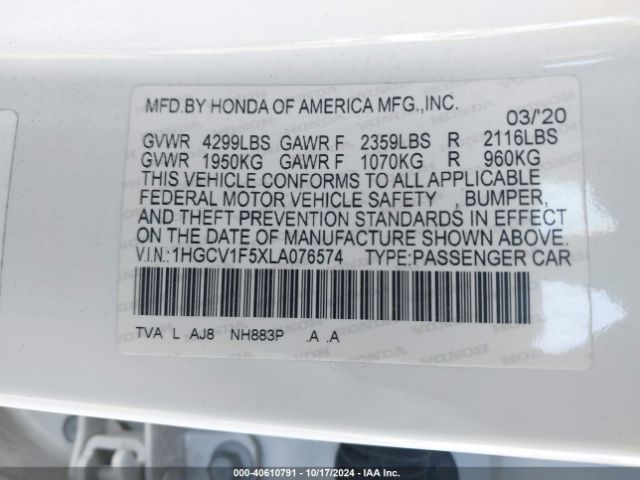 MFD.BY HONDA OF AMERICA MFG.,INC. 03/'20
GVWR 4299LBS GAWR F 2359LBS R 2116LBS
GVWR 1950KG GAWR F 1070KG R 960KG
THIS VEHICLE CONFORMS TO ALL APPLICABLE
FEDERAL MOTOR VEHICLE SAFETY , BUMPER,
AND THEFT PREVENTION STANDARDS IN EFFECT
ON THE DATE OF MANUFACTURE SHOWN ABOVE.
V.I.N.:1HGCV1F5XLA076574 TYPE:PASSENGER CAR
TVA L AJ8 NH883P .A .A
000-40610791 - 10/17/2024 - IAA Inc.